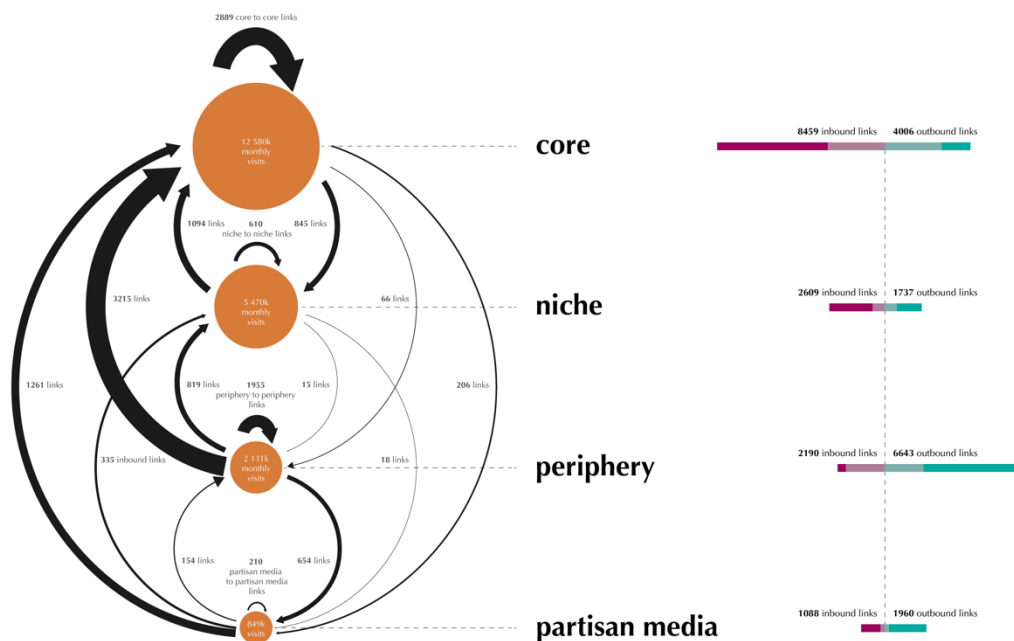 2889 core to core links
12 580k
monthly
visits
core
8459 inbound links
4006 outbound links
1094 links
610
niche to niche links
845 links
5 470k
monthly
visits
niche
2609 inbound links
1737 outbound links
3215 links
66 links
1261 links
819 links
1955
periphery to periphery
links
15 links
206 links
335 inbound links
2 131k
monthly
visits
18 links
periphery
2190 inbound links
6643 outbound links
154 links
210
partisan media
to partisan media
links
654 links
849k
visits
partisan media
1088 inbound links
1960 outbound links